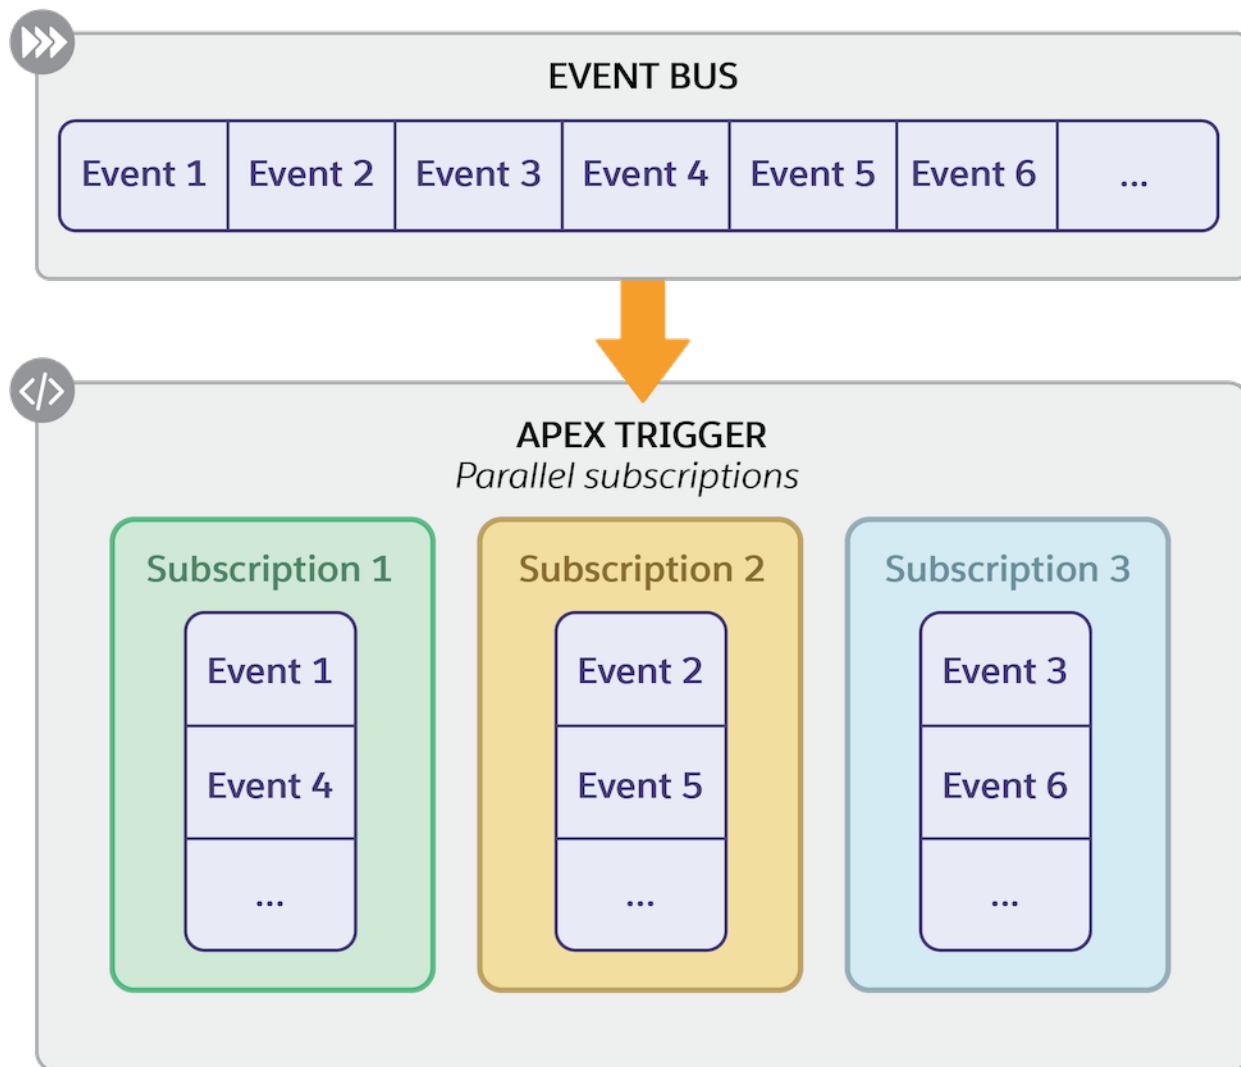 EVENT BUS
Event 1 Event 2 Event 3 Event 4 Event 5 Event 6 ...
</>
APEX TRIGGER
Parallel subscriptions
Subscription 1
Event 1
Event 4
...
Subscription 2
Event 2
Event 5
...
Subscription 3
Event 3
Event 6
...